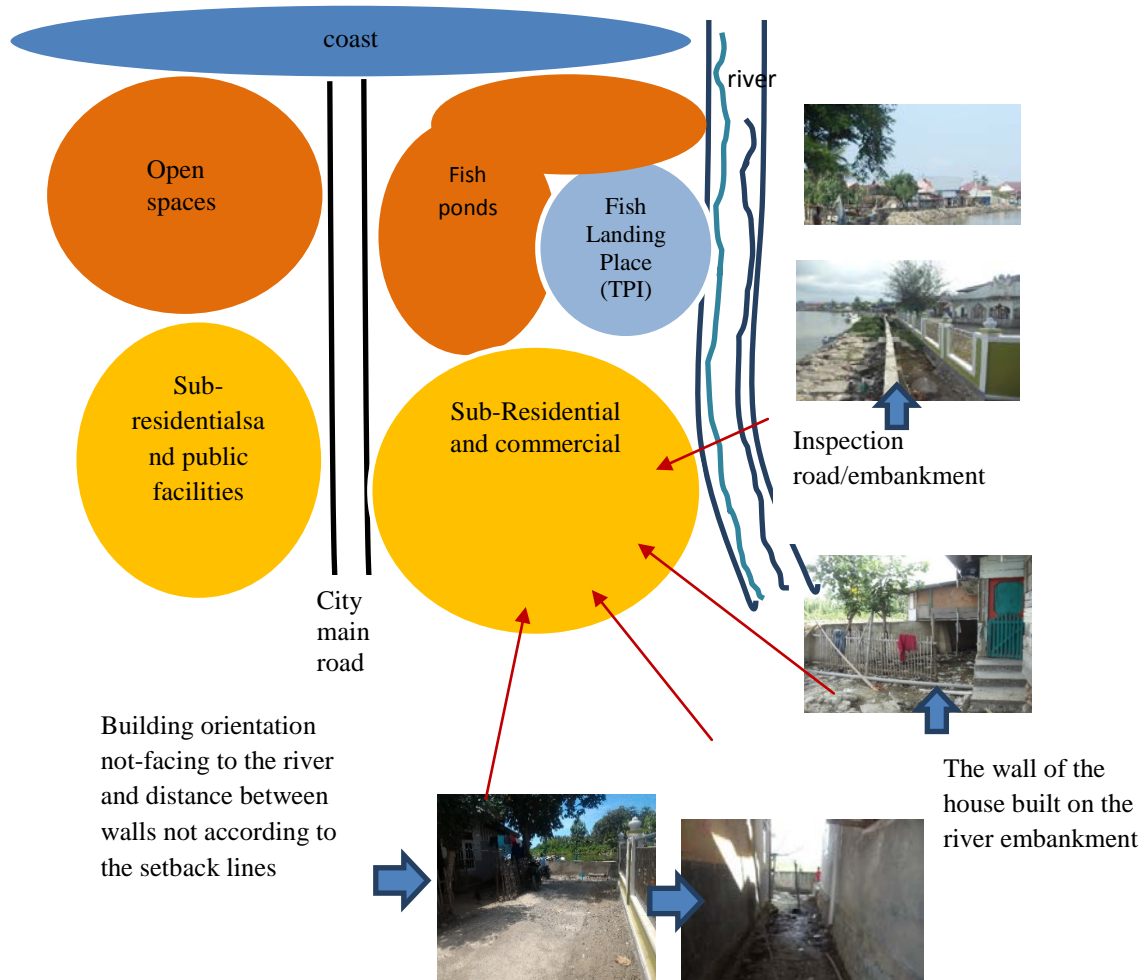 coast
river
Open
spaces
Fish
ponds
Fish
Landing
Place
(TPI)
Sub-
residentialsa
nd public
facilities
Sub-Residential
and commercial
Inspection
road/embankment
City
main
road
Building orientation
not-facing to the river
and distance between
walls not according to
the setback lines
The wall of the
house built on the
river embankment